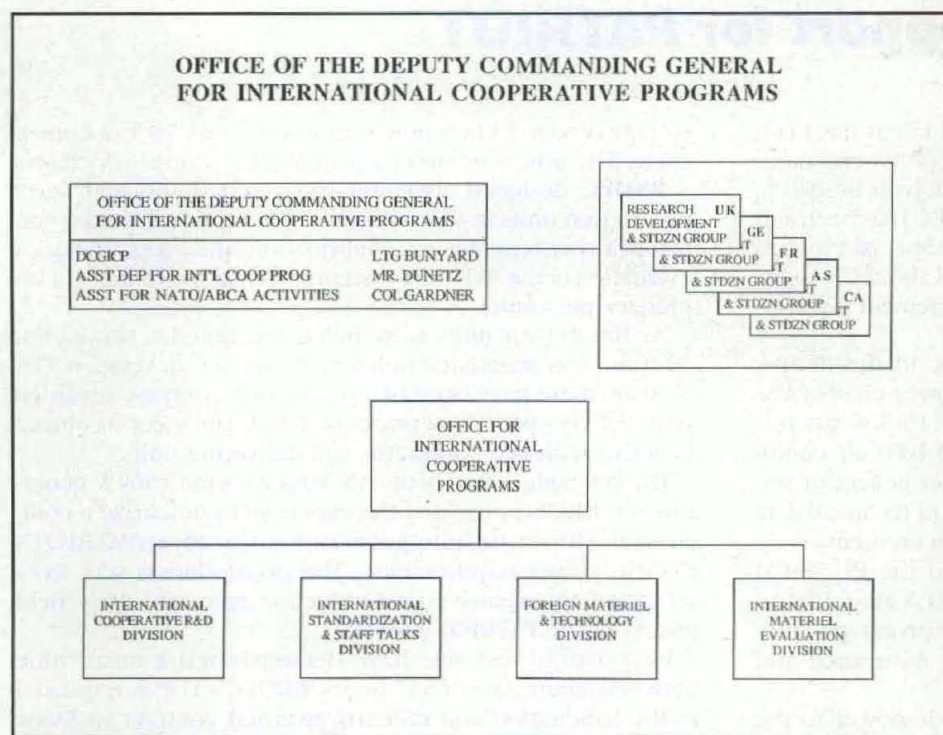 OFFICE OF THE DEPUTY COMMANDING GENERAL
FOR INTERNATIONAL COOPERATIVE PROGRAMS
OFFICE OF THE DEPUTY COMMANDING GENERAL
FOR INTERNATIONAL COOPERATIVE PROGRAMS
DCGICP LTG BUNYARD
ASST DEP FOR INT'L COOP PROG MR. DUNETZ
ASST FOR NATO/ABCA ACTIVITIES COL GARDNER
RESEARCH UK
DEVELOPMENT
& STDZN GROUP GE
& STDZN GROUP FR
& STDZN GROUP AS
& STDZN GROUP CA
& STDZN GROUP
OFFICE FOR
INTERNATIONAL
COOPERATIVE
PROGRAMS
INTERNATIONAL
COOPERATIVE R&D
DIVISION
INTERNATIONAL
STANDARDIZATION
& STAFF TALKS
DIVISION
FOREIGN MATERIEL
& TECHNOLOGY
DIVISION
INTERNATIONAL
MATERIEL
EVALUATION
DIVISION